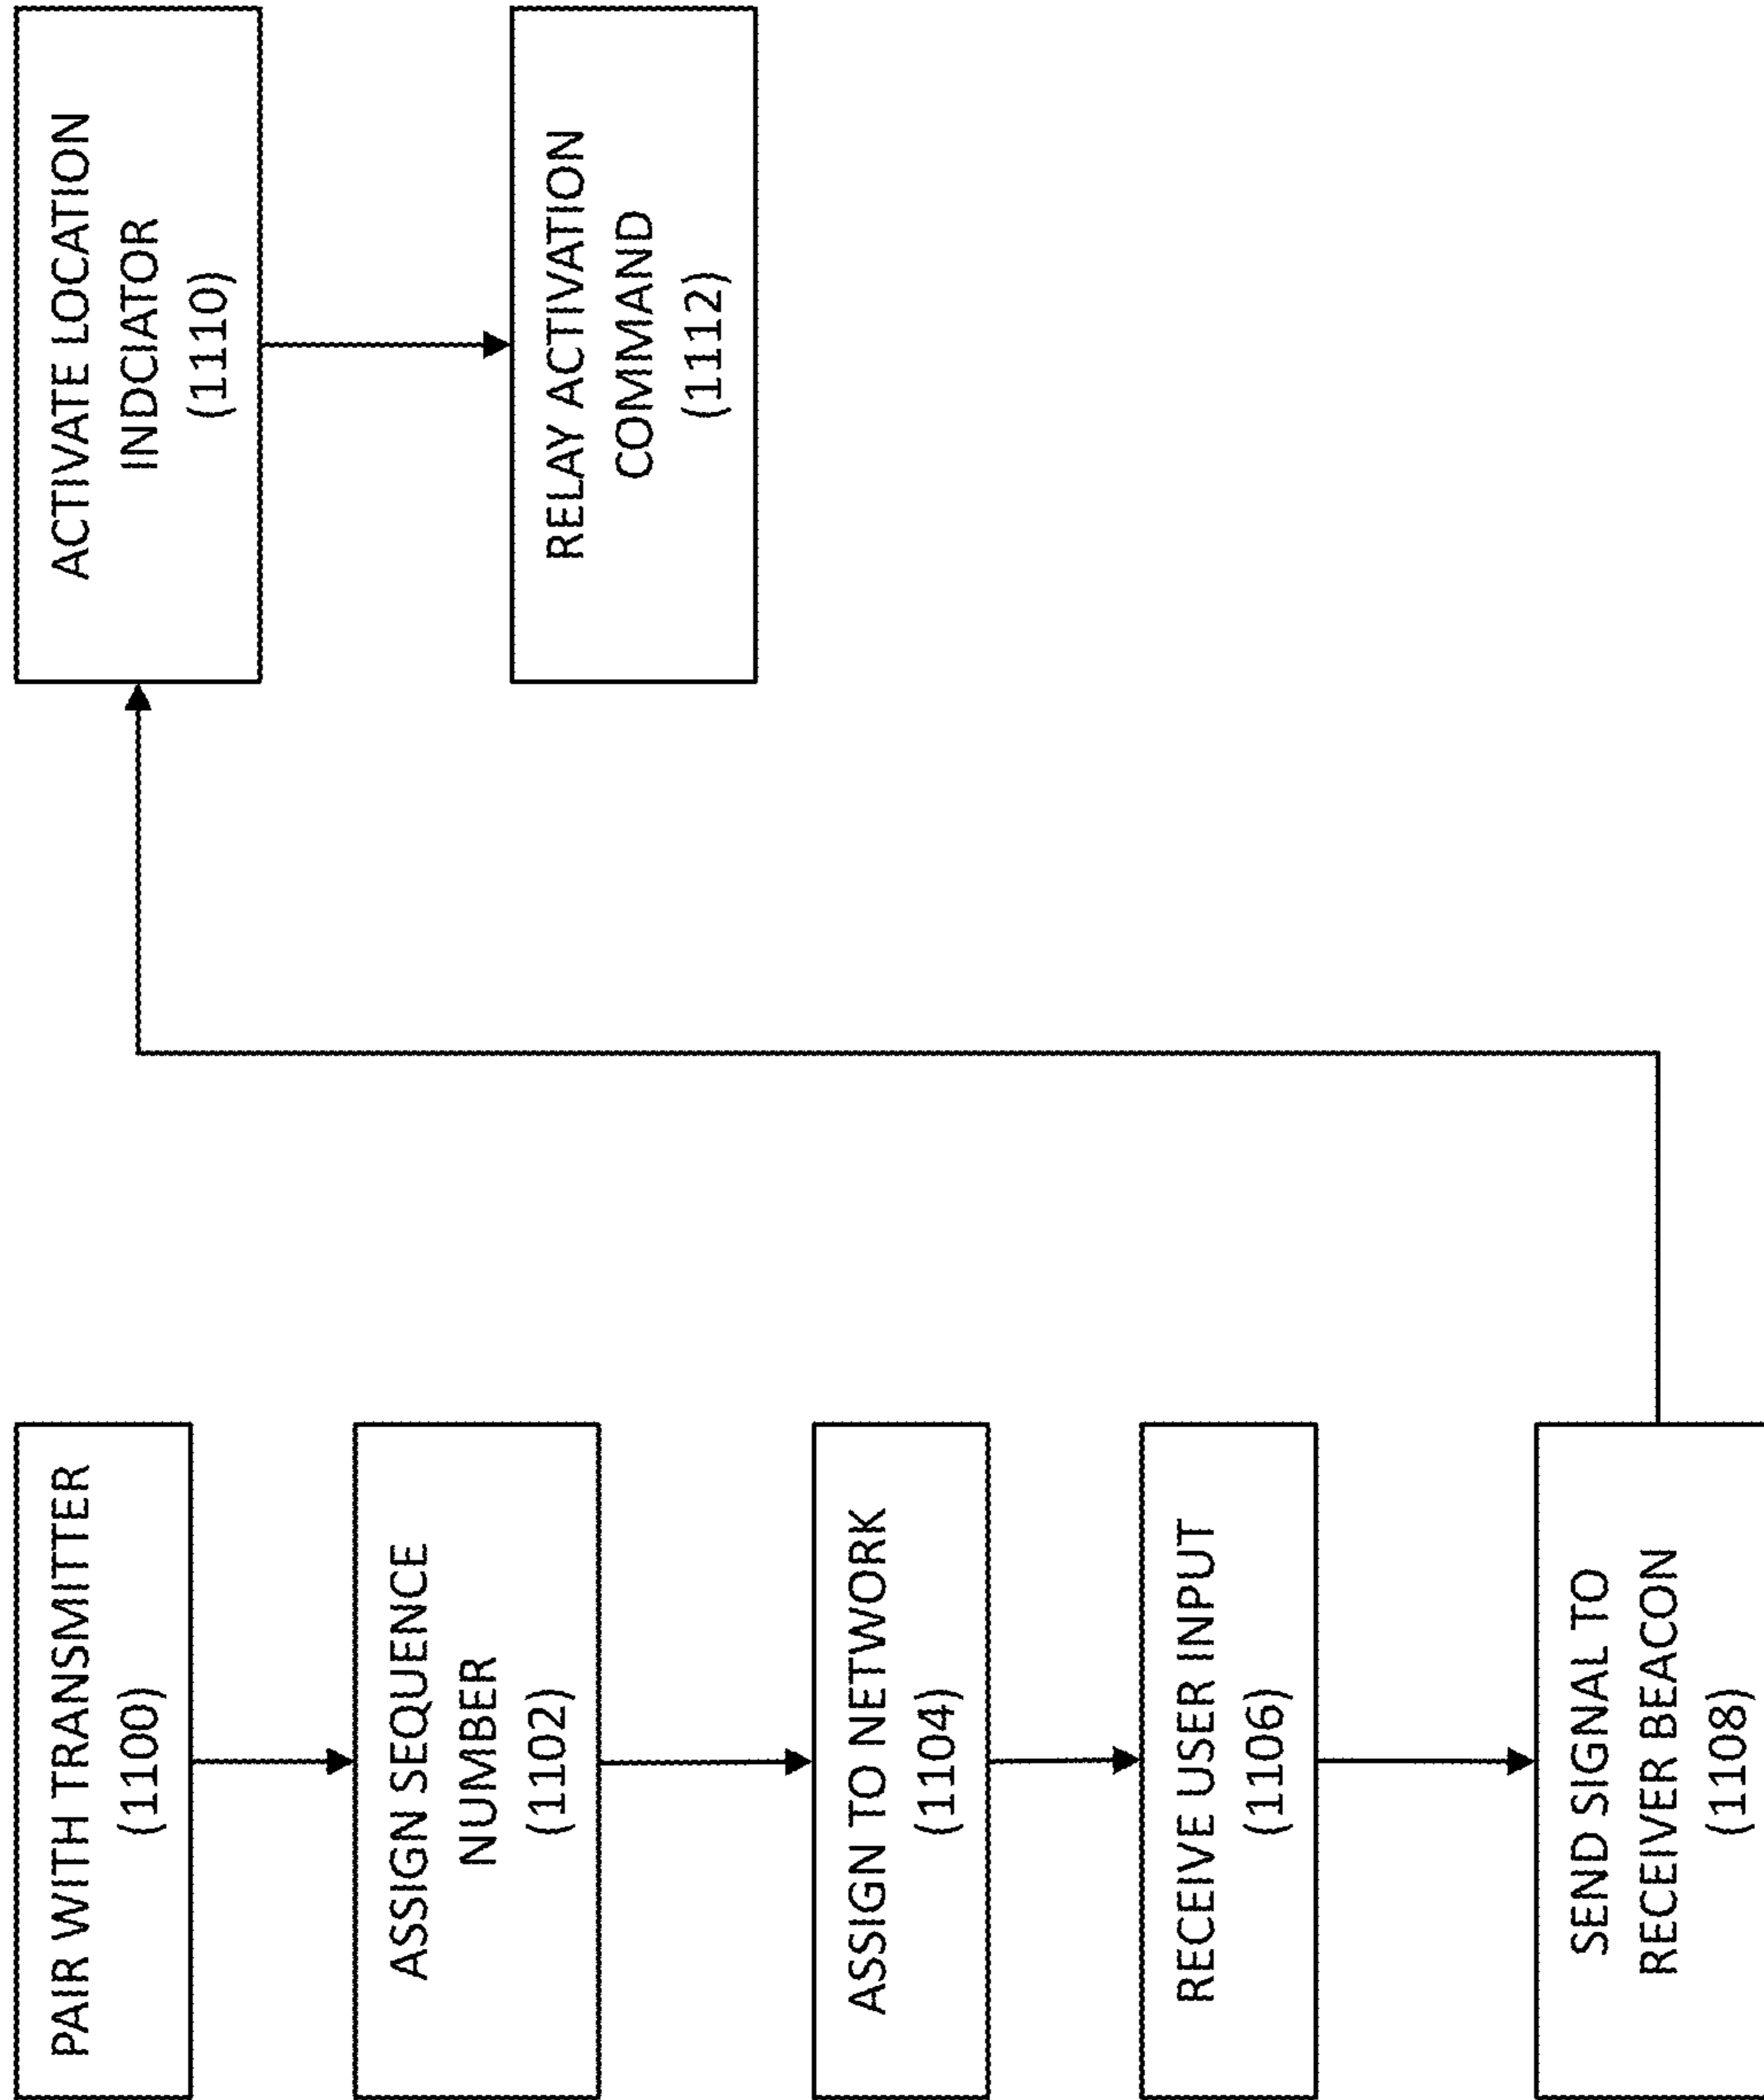 PAIR WITH TRANSMITTER
(1100)
ASSIGN SEQUENCE
NUMBER
(1102)
ASSIGN TO NETWORK
(1104)
RECEIVE USER INPUT
(1106)
SEND SIGNAL TO
RECEIVER BEACON
(1108)
ACTIVATE LOCATION
INDCIATOR
(1110)
RELAY ACTIVATION
COMMAND
(1112)